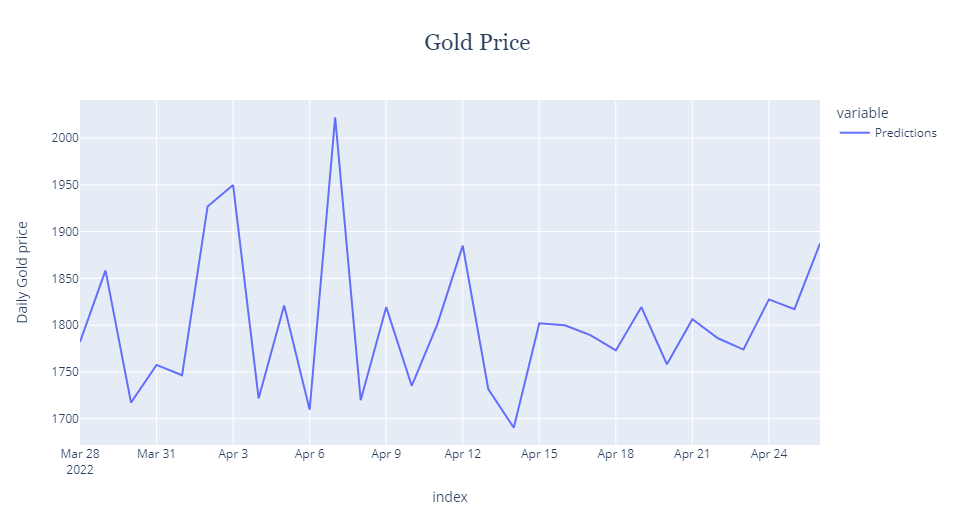 Gold Price
variable
Predictions
2000
1950
1900
1850
1800
1750
1700
Daily Gold price
Mar 28 Mar 31 Apr 3 Apr 6 Apr 9 Apr 12 Apr 15 Apr 18 Apr 21 Apr 24
2022
index